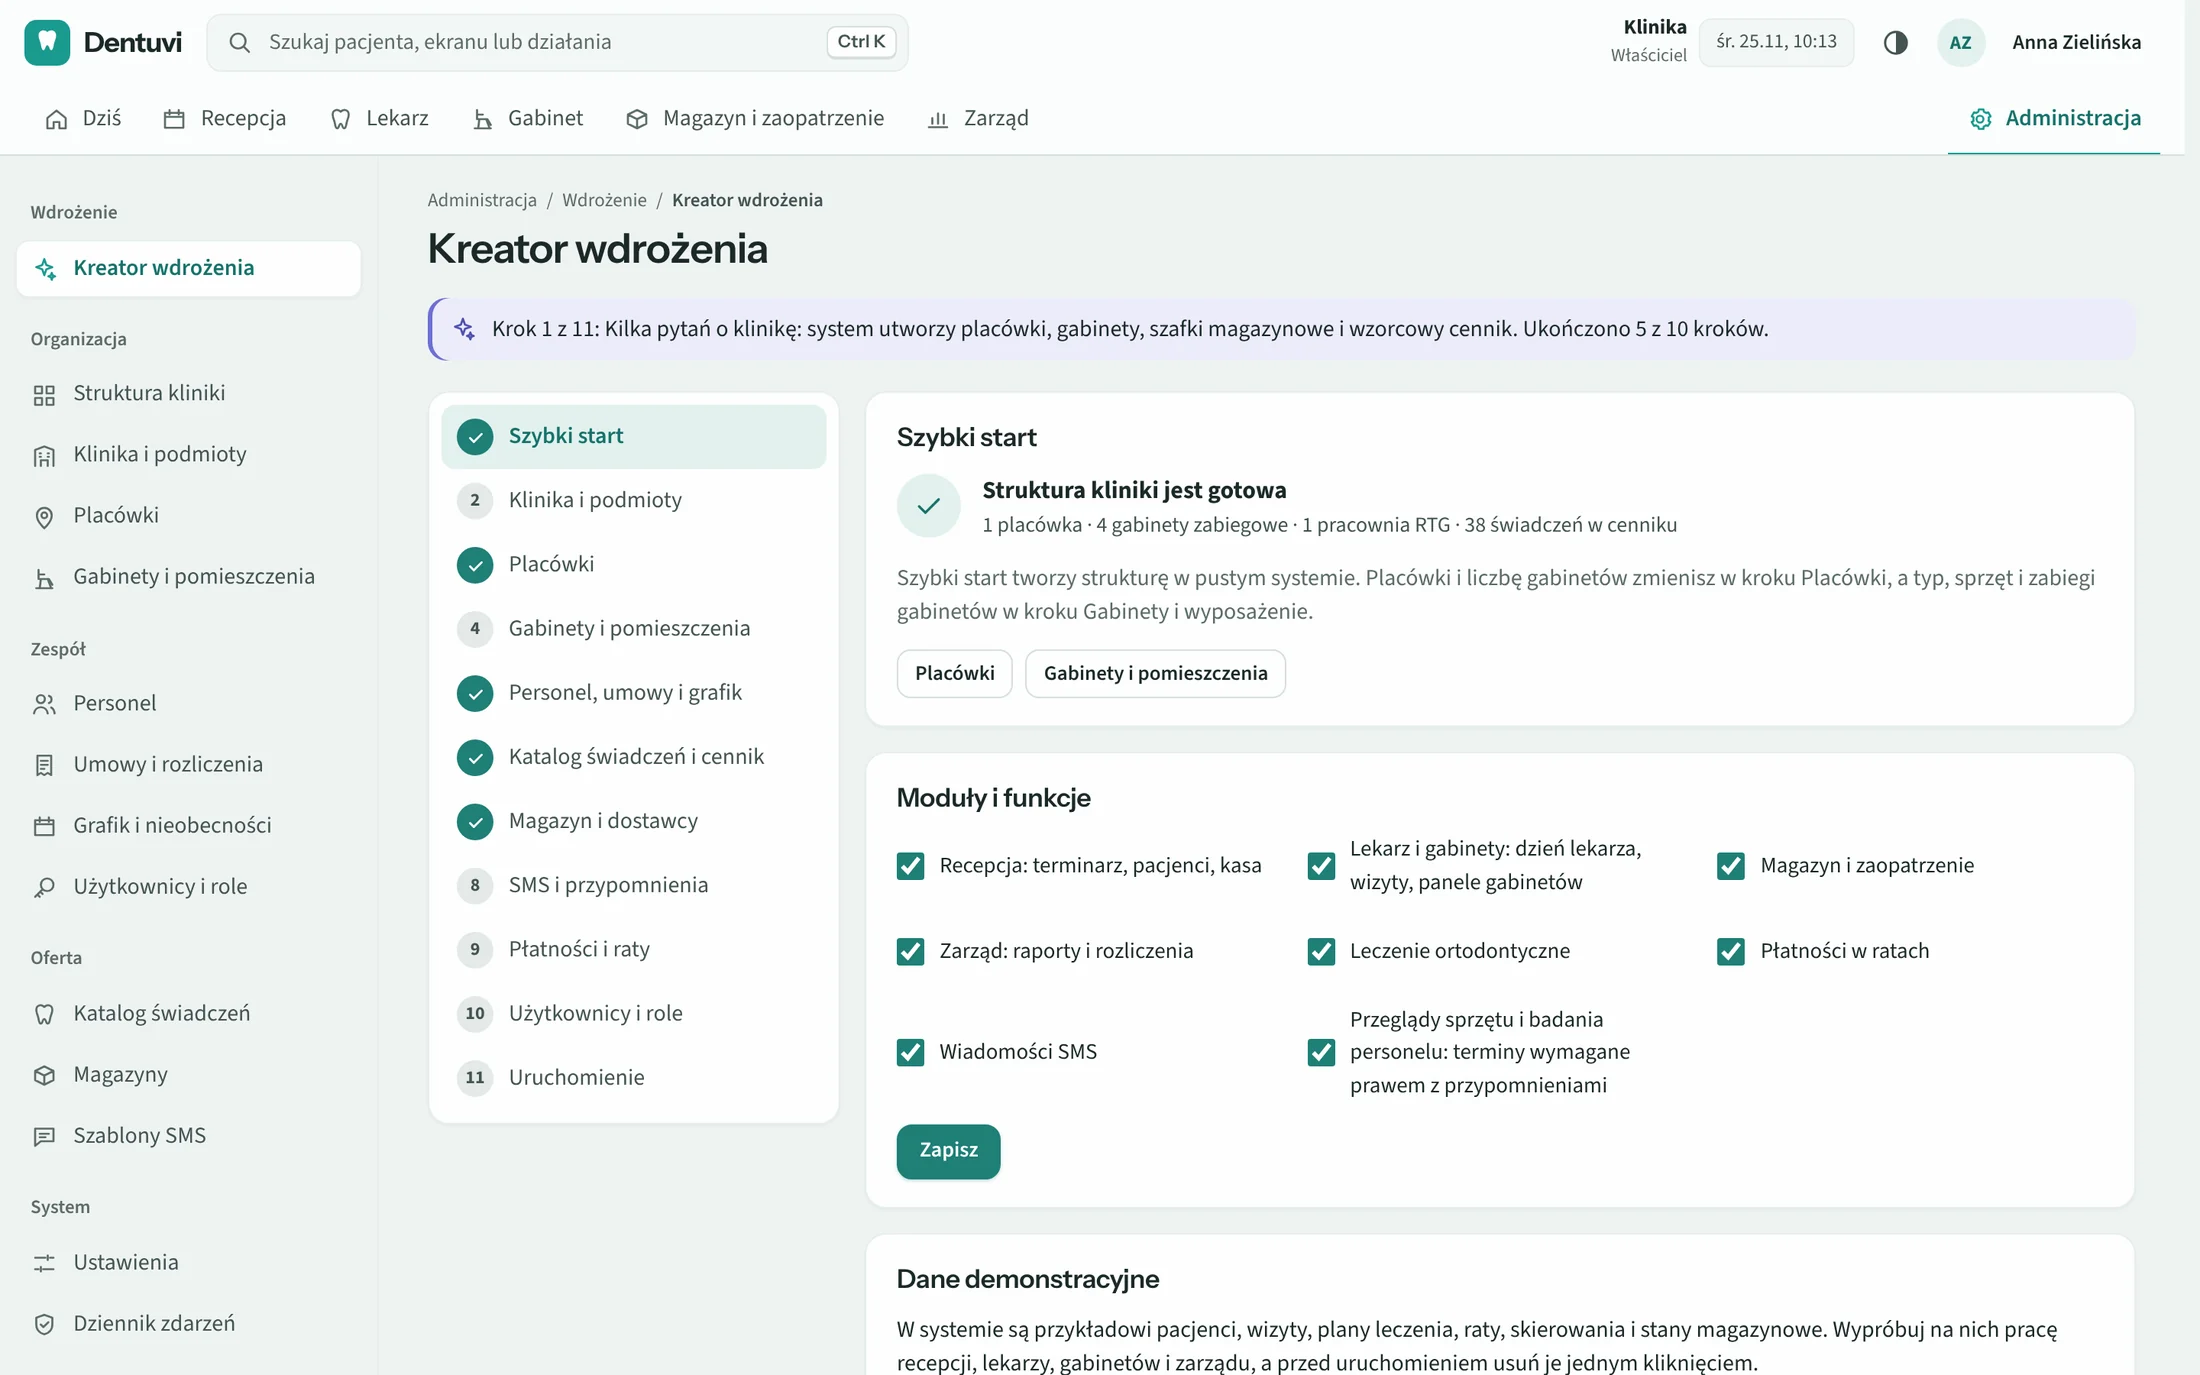 Dentuvi
Szukaj pacjenta, ekranu lub działania
Ctrl K
Klinika
Właściciel
śr. 25.11, 10:13
AZ
Anna Zielińska
Dziś
Recepcja
Lekarz
Gabinet
Magazyn i zaopatrzenie
Zarząd
Administracja
Wdrożenie
Kreator wdrożenia
Organizacja
Struktura kliniki
Klinika i podmioty
Placówki
Gabinety i pomieszczenia
Zespół
Personel
Umowy i rozliczenia
Grafik i nieobecności
Użytkownicy i role
Oferta
Katalog świadczeń
Magazyny
Szablony SMS
System
Ustawienia
Dziennik zdarzeń
Administracja / Wdrożenie / Kreator wdrożenia
Kreator wdrożenia
Krok 1 z 11: Kilka pytań o klinikę: system utworzy placówki, gabinety, szafki magazynowe i wzorcowy cennik. Ukończono 5 z 10 kroków.
Szybki start
2 Klinika i podmioty
Placówki
4 Gabinety i pomieszczenia
Personel, umowy i grafik
Katalog świadczeń i cennik
Magazyn i dostawcy
8 SMS i przypomnienia
9 Płatności i raty
10 Użytkownicy i role
11 Uruchomienie
Szybki start
Struktura kliniki jest gotowa
1 placówka · 4 gabinety zabiegowe · 1 pracownia RTG · 38 świadczeń w cenniku
Szybki start tworzy strukturę w pustym systemie. Placówki i liczbę gabinetów zmienisz w kroku Placówki, a typ, sprzęt i zabiegi
gabinetów w kroku Gabinety i wyposażenie.
Placówki
Gabinety i pomieszczenia
Moduły i funkcje
Recepcja: terminarz, pacjenci, kasa
Lekarz i gabinety: dzień lekarza,
wizyty, panele gabinetów
Magazyn i zaopatrzenie
Zarząd: raporty i rozliczenia
Leczenie ortodontyczne
Płatności w ratach
Wiadomości SMS
Przeglądy sprzętu i badania
personelu: terminy wymagane
prawem z przypomnieniami
Zapisz
Dane demonstracyjne
W systemie są przykładowi pacjenci, wizyty, plany leczenia, raty, skierowania i stany magazynowe. Wypróbuj na nich pracę
recepcji, lekarzy, gabinetów i zarządu, a przed uruchomieniem usuń je jednym kliknięciem.